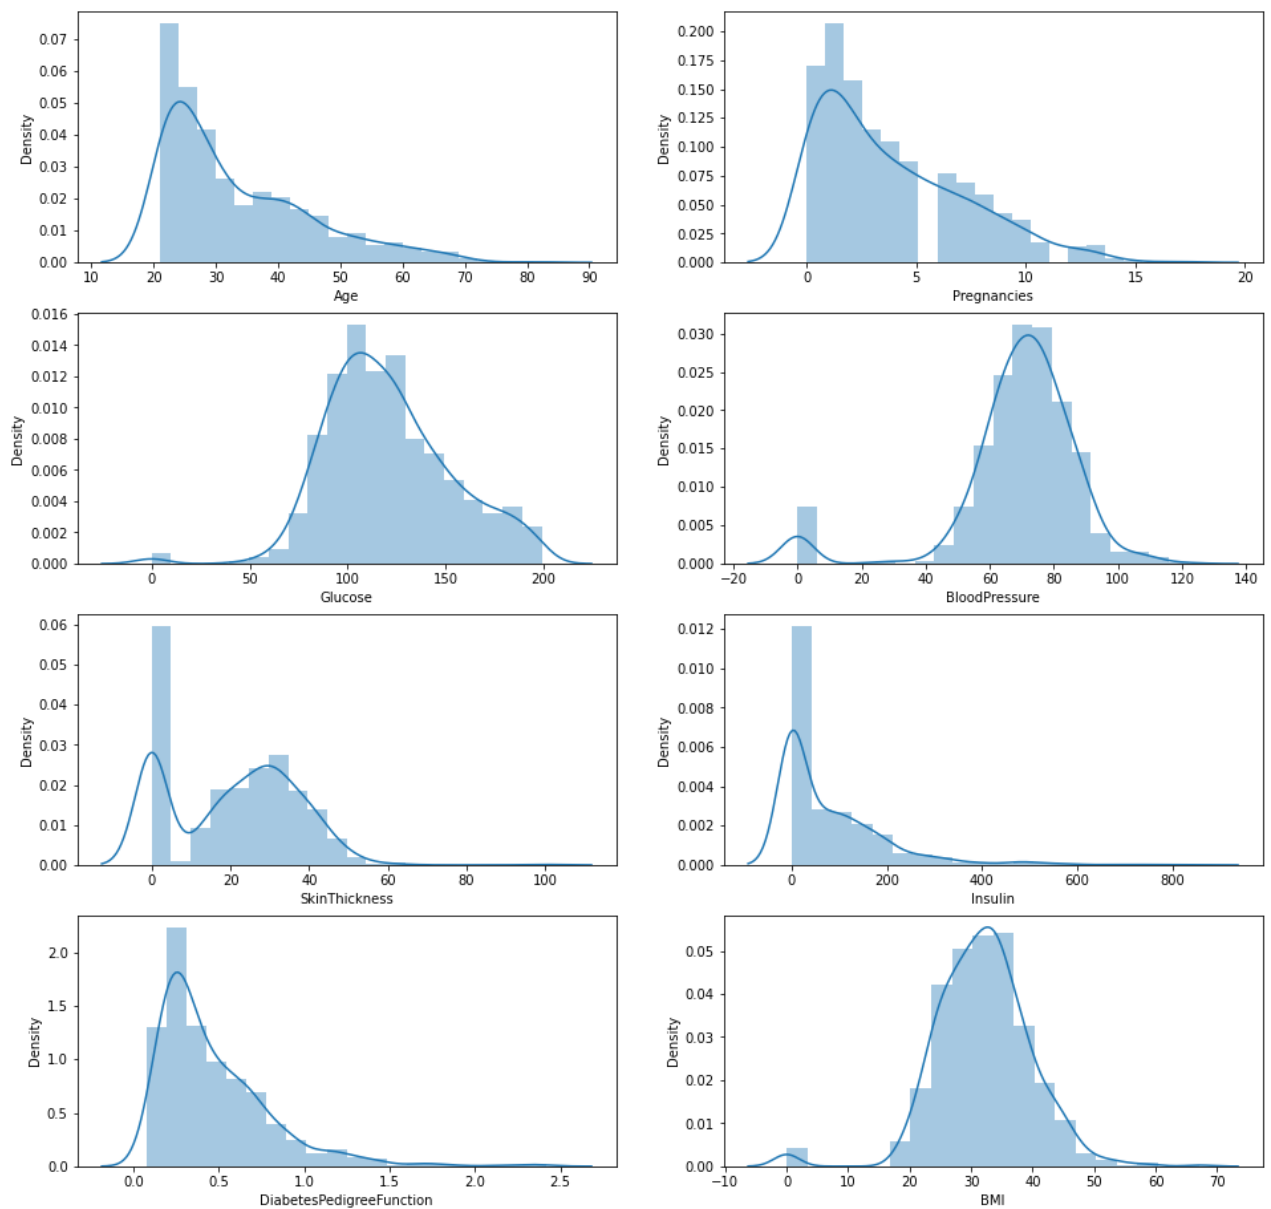 Density
0.07
0.06
0.05
0.04
0.03
0.02
0.01
0.00
10 20 30 40 50 60 70 80 90
Age
Density
0.200
0.175
0.150
0.125
0.100
0.075
0.050
0.025
0.000
0 5 10 15 20
Pregnancies
Density
0.016
0.014
0.012
0.010
0.008
0.006
0.004
0.002
0.000
0 50 100 150 200
Glucose
Density
0.030
0.025
0.020
0.015
0.010
0.005
0.000
−20 0 20 40 60 80 100 120 140
BloodPressure
Density
0.06
0.05
0.04
0.03
0.02
0.01
0.00
0 20 40 60 80 100
SkinThickness
Density
0.012
0.010
0.008
0.006
0.004
0.002
0.000
0 200 400 600 800
Insulin
Density
2.0
1.5
1.0
0.5
0.0
0.0 0.5 1.0 1.5 2.0 2.5
DiabetesPedigreeFunction
Density
0.05
0.04
0.03
0.02
0.01
0.00
−10 0 10 20 30 40 50 60 70
BMI